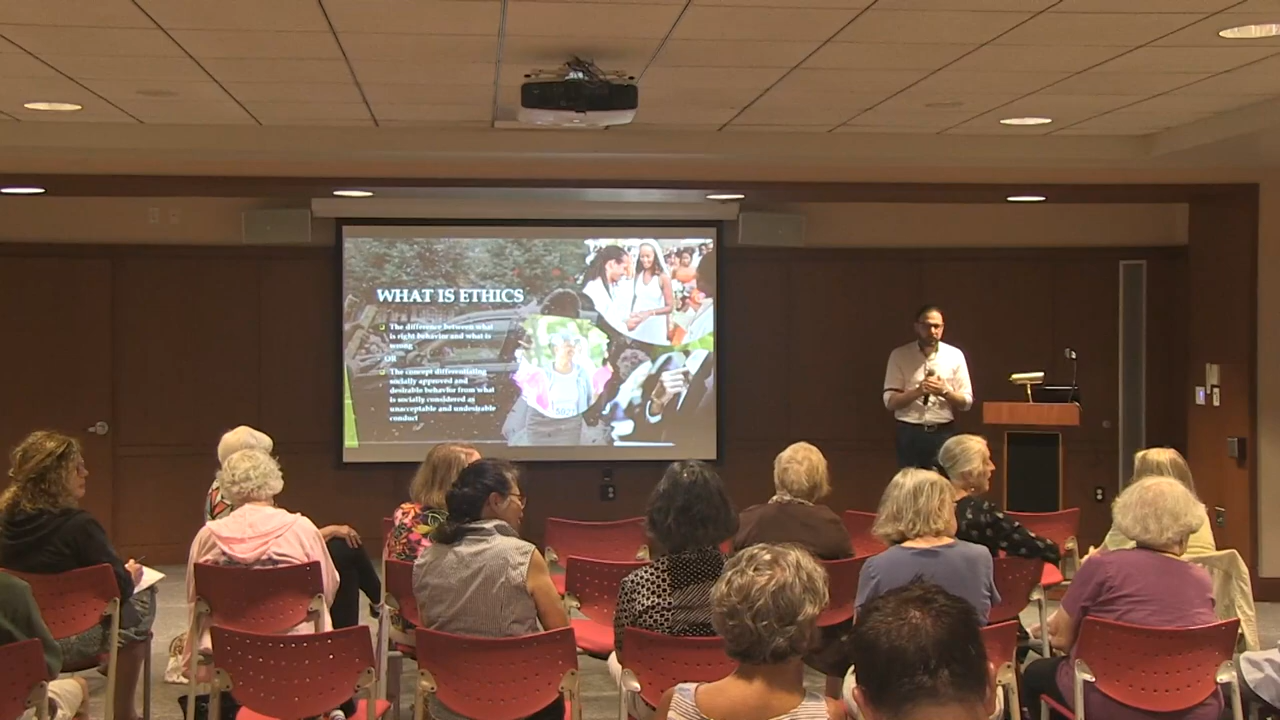 WHAT IS ETHICS
The difference between what
is right behavior and what is
wrong
OR
The concept differentiating
socially approved and
desirable behavior from what
is socially considered as
unacceptable and undesirable
conduct